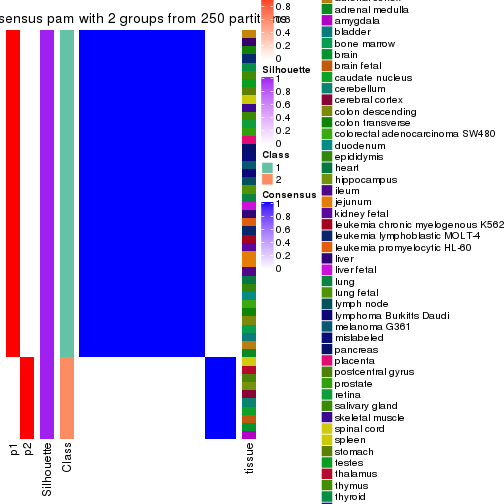 sensus pam with 2 groups from 250 partit
0.8
0.6
0.4
0.2
0
Silhouette
1
0.8
0.6
0.4
0.2
0
Class
1
2
Consensus
1
0.8
0.6
0.4
0.2
0
adrenal medulla
amygdala
bladder
bone marrow
brain
brain fetal
caudate nucleus
cerebellum
cerebral cortex
colon descending
colon transverse
colorectal adenocarcinoma SW480
duodenum
epididymis
heart
hippocampus
ileum
jejunum
kidney fetal
leukemia chronic myelogenous K562
leukemia lymphoblastic MOLT-4
leukemia promyelocytic HL-60
liver
liver fetal
lung
lung fetal
lymph node
lymphoma Burkitts Daudi
melanoma G361
mislabeled
pancreas
placenta
postcentral gyrus
prostate
retina
salivary gland
skeletal muscle
spinal cord
spleen
stomach
testes
thalamus
thymus
thyroid
p1
p2
Silhouette
Class
tissue